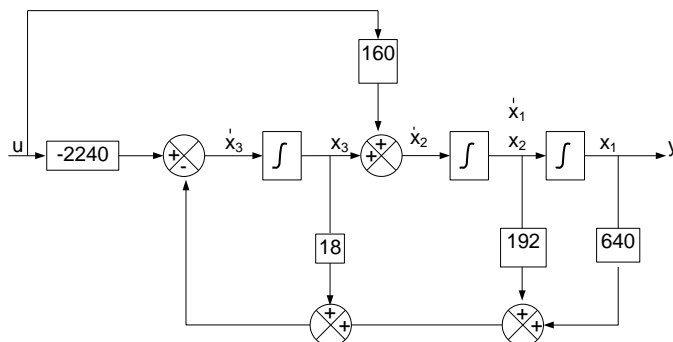 160
ẋ₁
u
-2240
+
-
ẋ₃
∫
x₃
+
+
ẋ₂
∫
x₂
∫
x₁
y
18
192
640
+
+
+
+